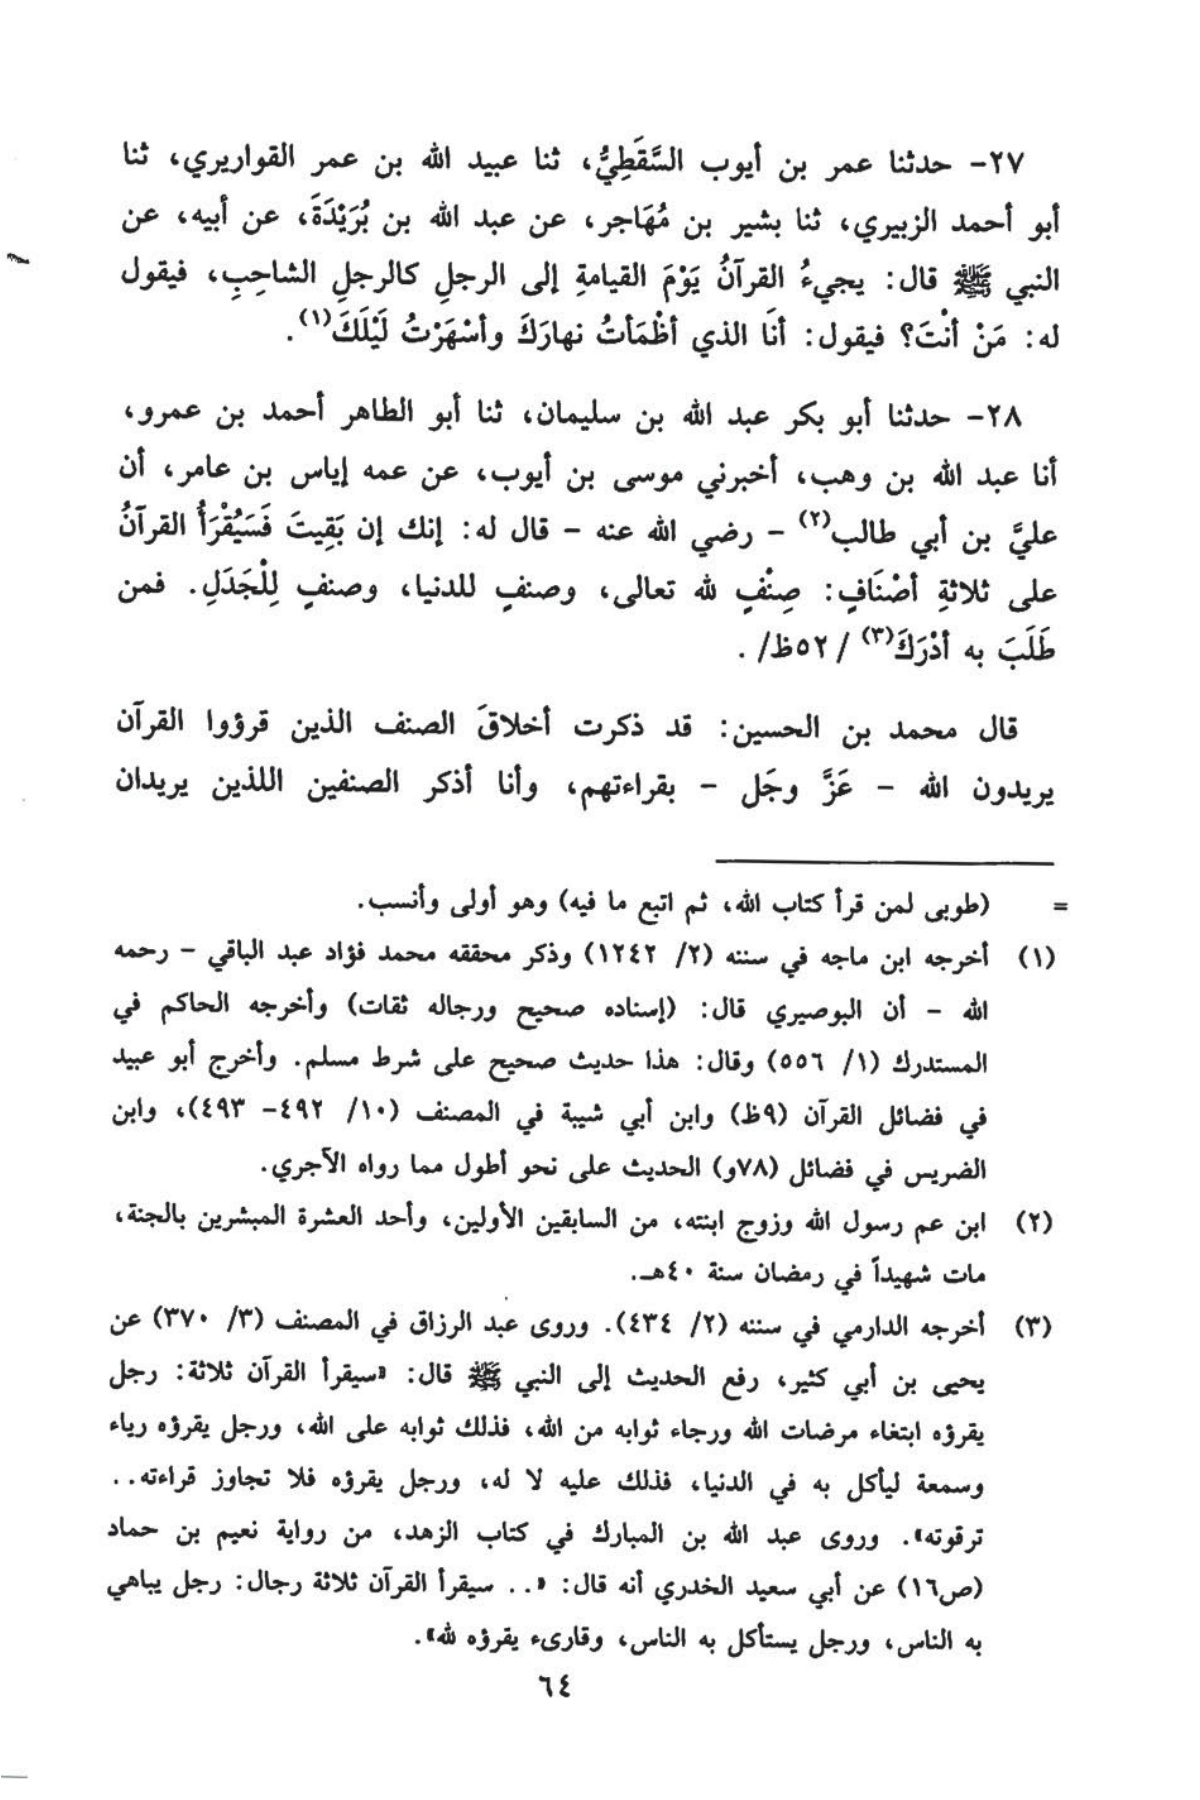 ٢٧- حدثنا عمر بن أيوب السَّقَطِيُّ، ثنا عبيد الله بن عمر القواريري، ثنا
أبو أحمد الزبيري، ثنا بشير بن مُهَاجر، عن عبد الله بن بُرَيْدَةَ، عن أبيه، عن
النبي ﷺ قال: يجيءُ القرآنُ يَوْمَ القيامةِ إلى الرجلِ كالرجلِ الشاحِبِ، فيقول
له: مَنْ أنْتَ؟ فيقول: أنَا الذي أظْمَأتُ نهارَكَ وأسْهَرْتُ لَيْلَكَ(١).
٢٨- حدثنا أبو بكر عبد الله بن سليمان، ثنا أبو الطاهر أحمد بن عمرو،
أنا عبد الله بن وهب، أخبرني موسى بن أيوب، عن عمه إياس بن عامر، أن
عليَّ بن أبي طالب(٢) - رضي الله عنه - قال له: إنك إن بَقِيتَ فَسَيُقْرَأُ القرآنُ
على ثلاثةِ أصْنَافٍ: صِنْفٍ لله تعالى، وصنفٍ للدنيا، وصنفٍ لِلْجَدَلِ. فمن
طَلَبَ به أدْرَكَ(٣) /٥٢ظ/ .
قال محمد بن الحسين: قد ذكرت أخلاقَ الصنف الذين قرؤوا القرآن
يريدون الله - عَزَّ وجَل - بقراءتهم، وأنا أذكر الصنفين اللذين يريدان
= (طوبى لمن قرأ كتاب الله، ثم اتبع ما فيه) وهو أولى وأنسب.
(١) أخرجه ابن ماجه في سننه (٢/ ١٢٤٢) وذكر محققه محمد فؤاد عبد الباقي - رحمه
الله - أن البوصيري قال: (إسناده صحيح ورجاله ثقات) وأخرجه الحاكم في
المستدرك (١/ ٥٥٦) وقال: هذا حديث صحيح على شرط مسلم. وأخرج أبو عبيد
في فضائل القرآن (٩ظ) وابن أبي شيبة في المصنف (١٠/ ٤٩٢- ٤٩٣)، وابن
الضريس في فضائل (٧٨و) الحديث على نحو أطول مما رواه الآجري.
(٢) ابن عم رسول الله وزوج ابنته، من السابقين الأولين، وأحد العشرة المبشرين بالجنة،
مات شهيداً في رمضان سنة ٤٠هـ.
(٣) أخرجه الدارمي في سننه (٢/ ٤٣٤). وروى عبد الرزاق في المصنف (٣/ ٣٧٠) عن
يحيى بن أبي كثير، رفع الحديث إلى النبي ﷺ قال: «سيقرأ القرآن ثلاثة: رجل
يقرؤه ابتغاء مرضات الله ورجاء ثوابه من الله، فذلك ثوابه على الله، ورجل يقرؤه رياء
وسمعة ليأكل به في الدنيا، فذلك عليه لا له، ورجل يقرؤه فلا تجاوز قراءته..
ترقوته». وروى عبد الله بن المبارك في كتاب الزهد، من رواية نعيم بن حماد
(ص١٦) عن أبي سعيد الخدري أنه قال: «.. سيقرأ القرآن ثلاثة رجال: رجل يباهي
به الناس، ورجل يستأكل به الناس، وقارىء يقرؤه لله».
٦٤